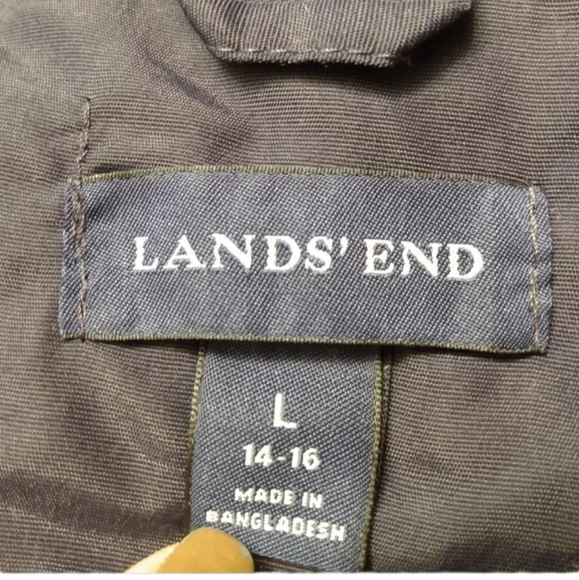 LANDS' END
L
14-16
MADE IN
BANGLADESH